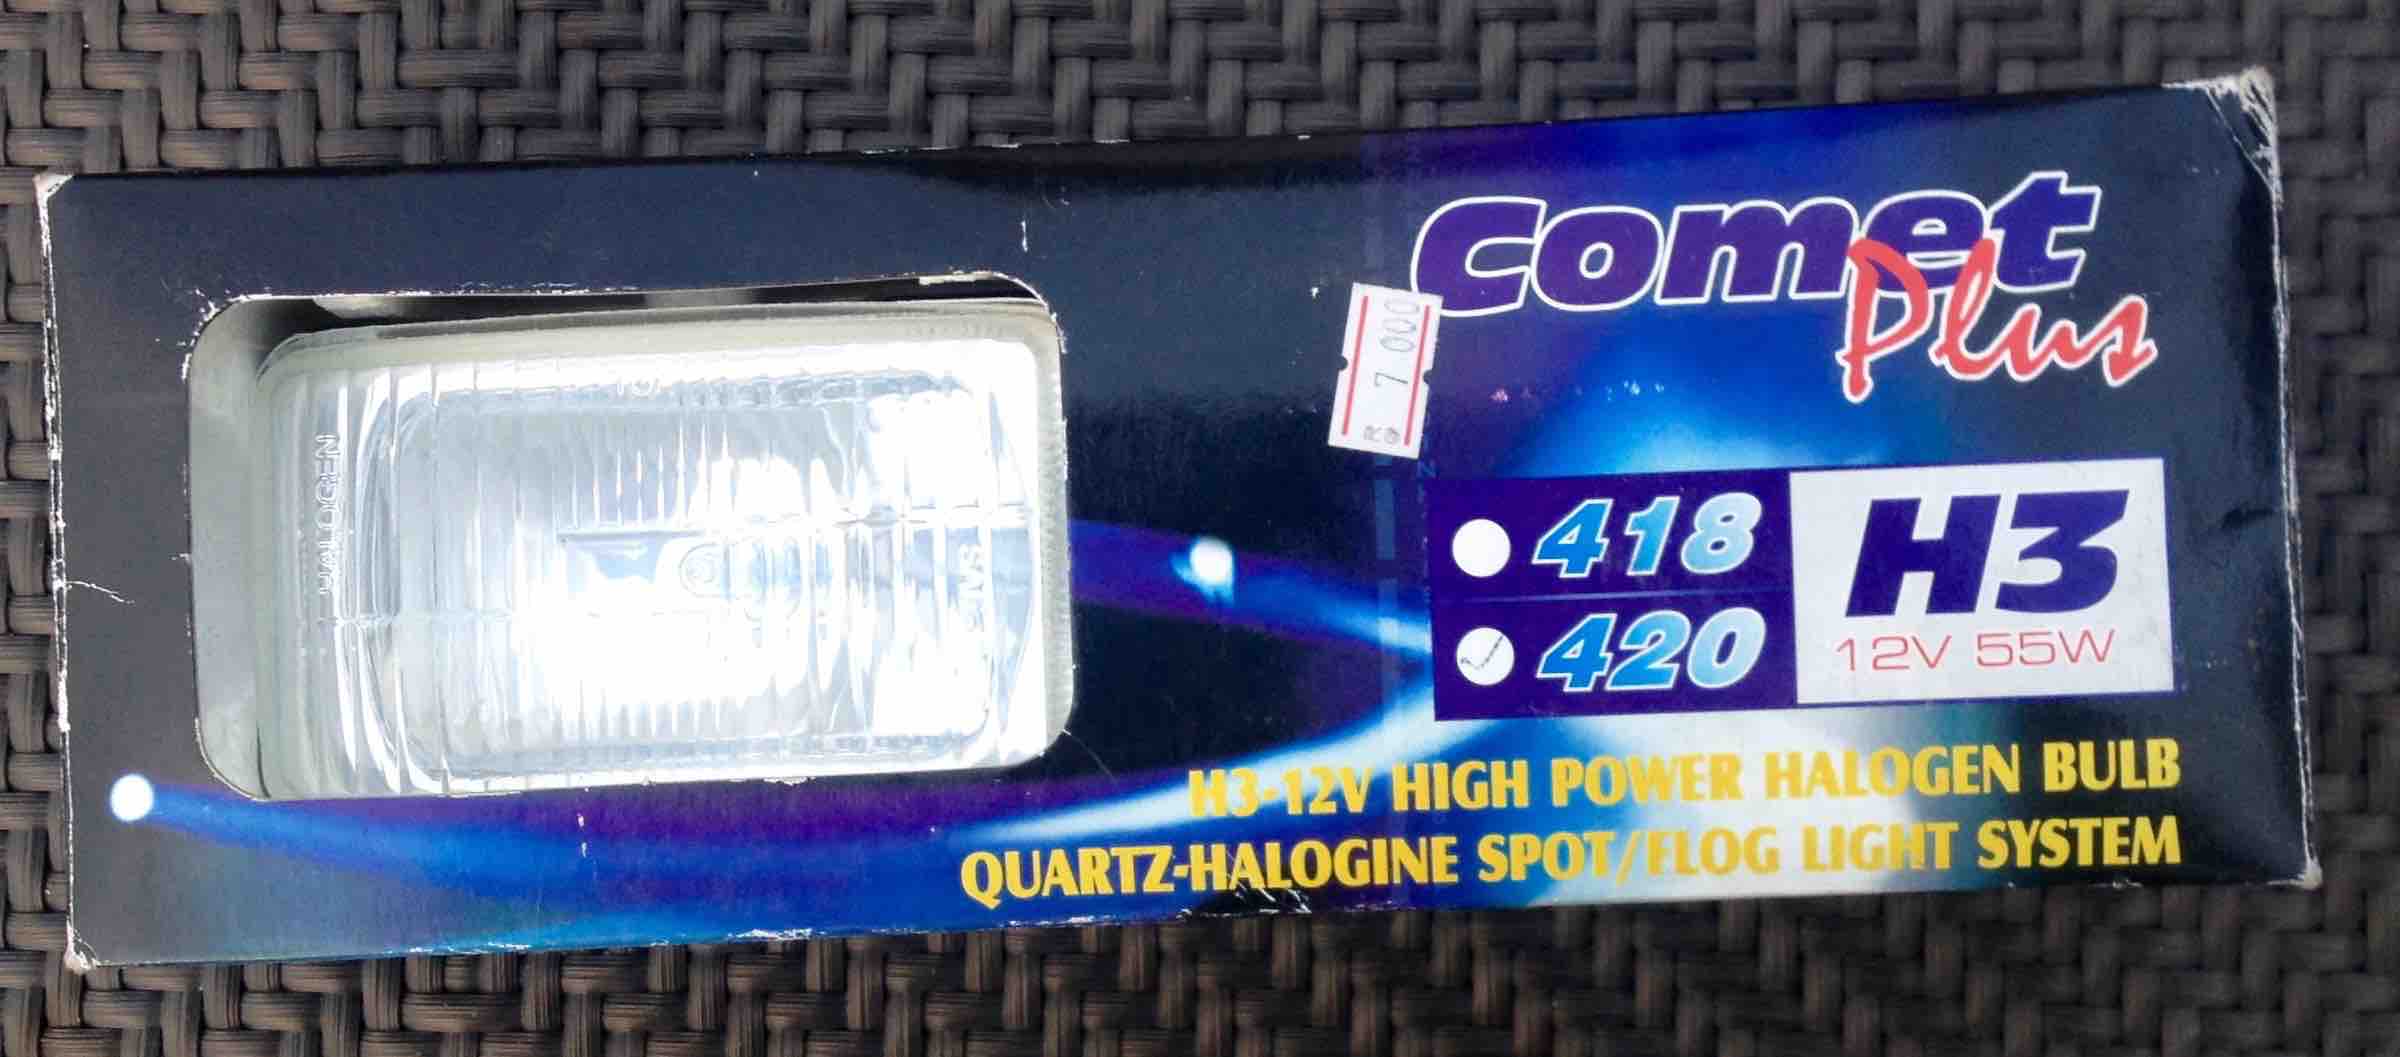 comet
Plus
7 000
418
420
H3
12V 55W
H3-12V HIGH POWER HALOGEN BULB
QUARTZ-HALOGINE SPOT/FLOG LIGHT SYSTEM
HALOGEN